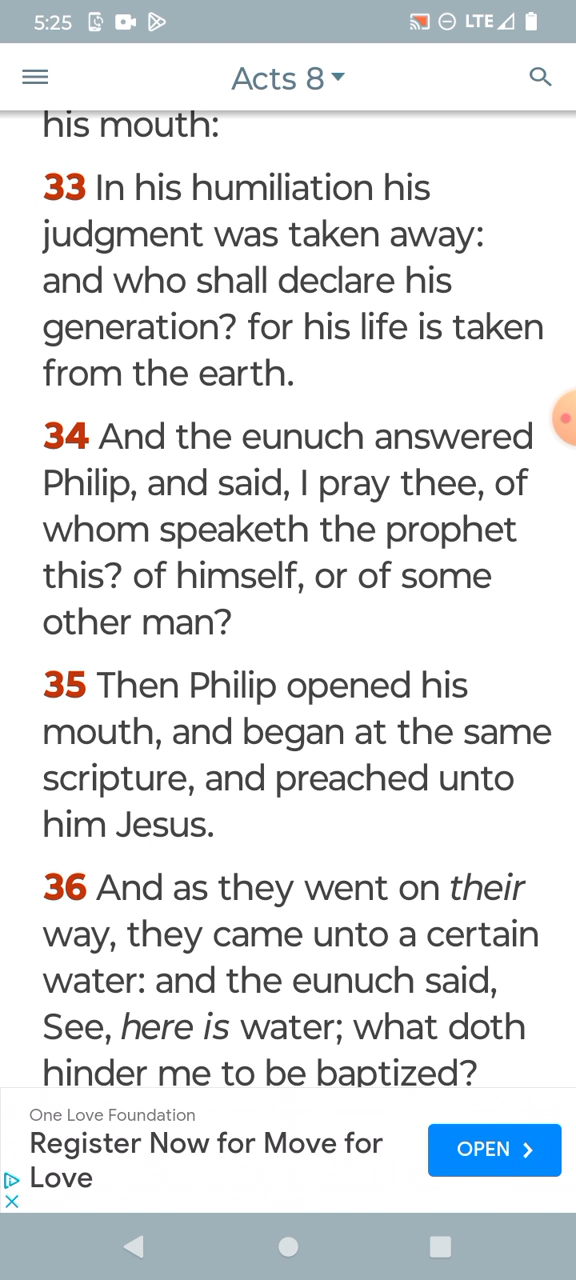 5:25
LTE
Acts 8
his mouth:
33 In his humiliation his
judgment was taken away:
and who shall declare his
generation? for his life is taken
from the earth.
34 And the eunuch answered
Philip, and said, I pray thee, of
whom speaketh the prophet
this? of himself, or of some
other man?
35 Then Philip opened his
mouth, and began at the same
scripture, and preached unto
him Jesus.
36 And as they went on their
way, they came unto a certain
water: and the eunuch said,
See, here is water; what doth
hinder me to be baptized?
One Love Foundation
Register Now for Move for
Love
OPEN